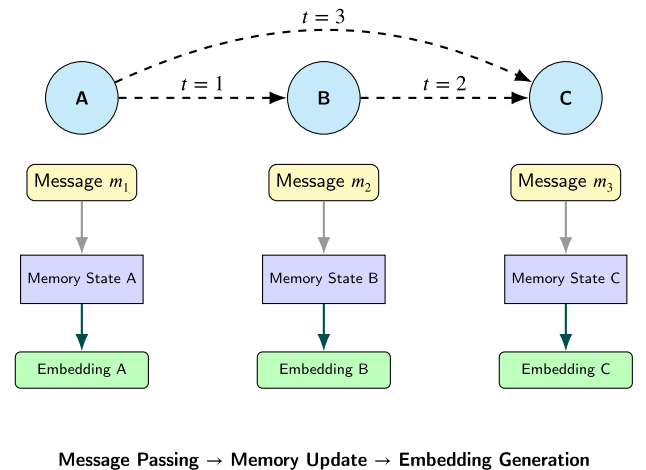 t = 3
t = 1
t = 2
A
B
C
Message m₁
Message m₂
Message m₃
Memory State A
Memory State B
Memory State C
Embedding A
Embedding B
Embedding C
Message Passing → Memory Update → Embedding Generation